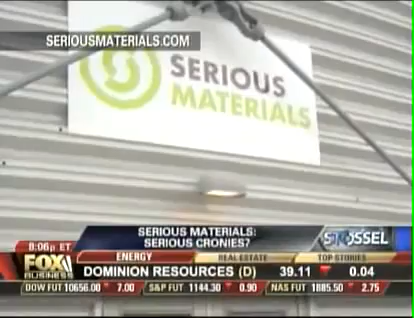 SERIOUSMATERIALS.COM
SERIOUS
MATERIALS
SERIOUS MATERIALS:
SERIOUS CRONIES?
STOSSEL
8:06p ET
FOX
BUSINESS
ENERGY REAL ESTATE TOP STORIES
DOMINION RESOURCES (D) 39.11 0.04
DOW FUT 10656.00 7.00 S&P FUT 1144.30 0.90 NAS FUT 1885.50 2.75